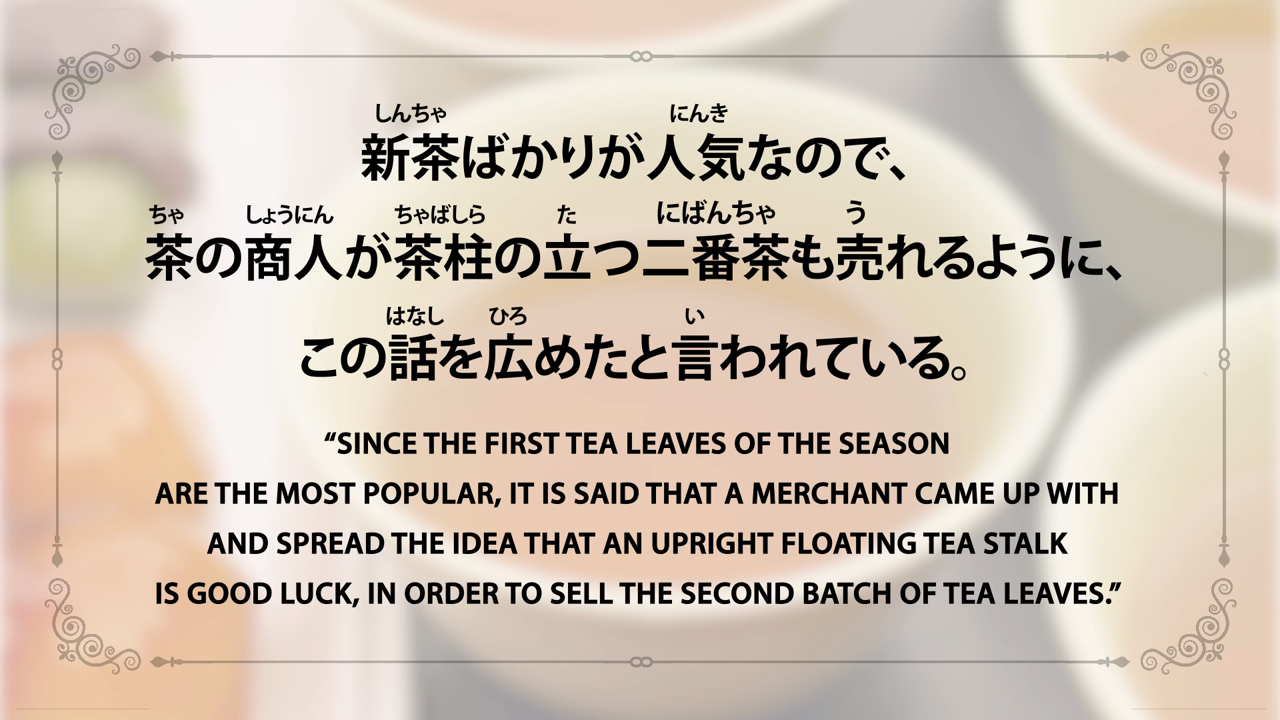 しんちゃ にんき
新茶ばかりが人気なので、
ちゃ しょうにん ちゃばしら た にばんちゃ う
茶の商人が茶柱の立つ二番茶も売れるように、
はなし ひろ い
この話を広めたと言われている。
“SINCE THE FIRST TEA LEAVES OF THE SEASON
ARE THE MOST POPULAR, IT IS SAID THAT A MERCHANT CAME UP WITH
AND SPREAD THE IDEA THAT AN UPRIGHT FLOATING TEA STALK
IS GOOD LUCK, IN ORDER TO SELL THE SECOND BATCH OF TEA LEAVES.”